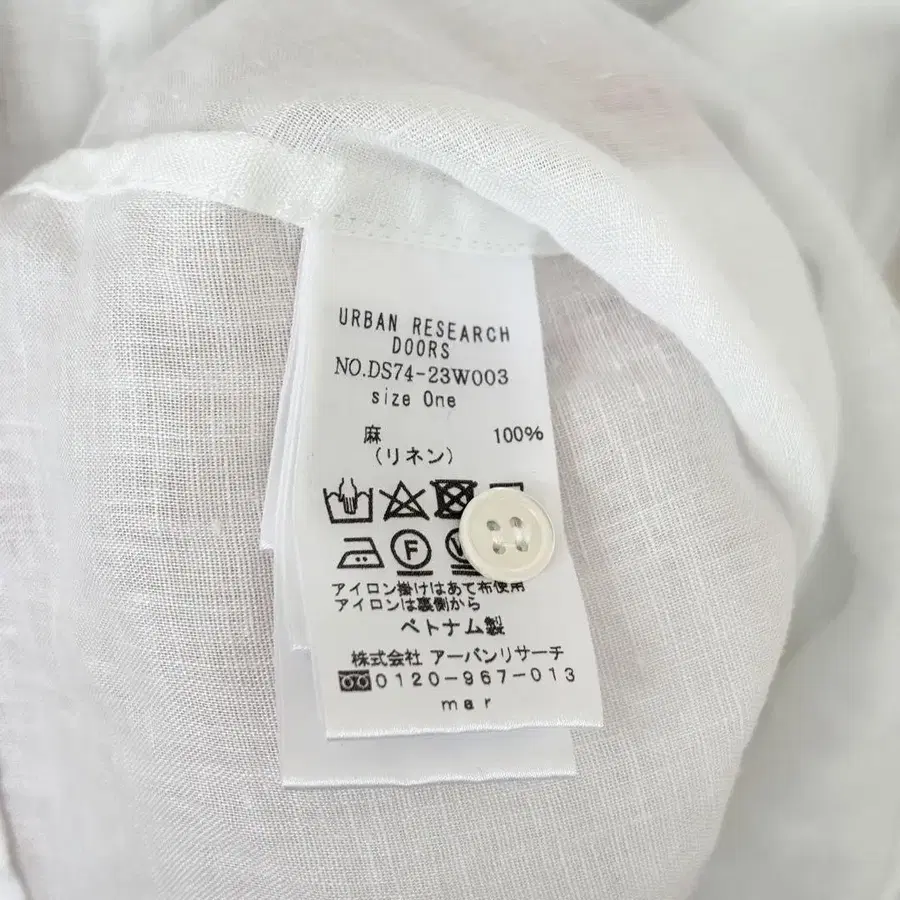 URBAN RESEARCH
DOORS
NO.DS74-23W003
size One
麻 100%
（リネン）
F
アイロン掛けはあて布使用
アイロンは裏側から
ベトナム製
株式会社 アーバンリサーチ
0120-967-013
mar